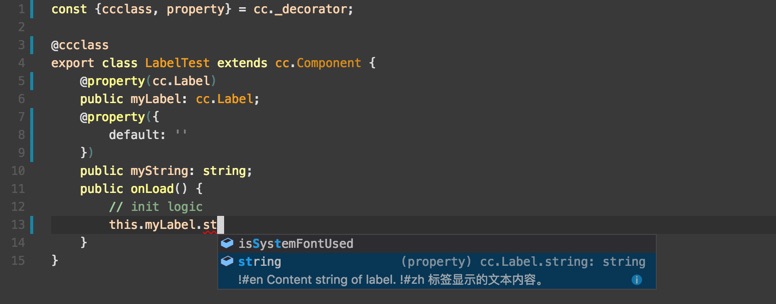 1 const {ccclass, property} = cc._decorator;
2
3 @ccclass
4 export class LabelTest extends cc.Component {
5     @property(cc.Label)
6     public myLabel: cc.Label;
7     @property({
8         default: ''
9     })
10     public myString: string;
11     public onLoad() {
12         // init logic
13         this.myLabel.st
isSystemFontUsed
14     }
string (property) cc.Label.string: string
15 }
!#en Content string of label. !#zh 标签显示的文本内容。